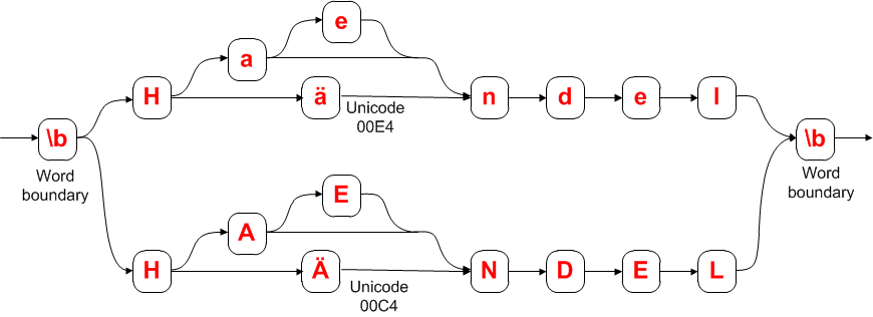 e
a
H ä n d e l
Unicode
00E4
\b \b
Word
boundary
Word
boundary
E
A
H Ä N D E L
Unicode
00C4